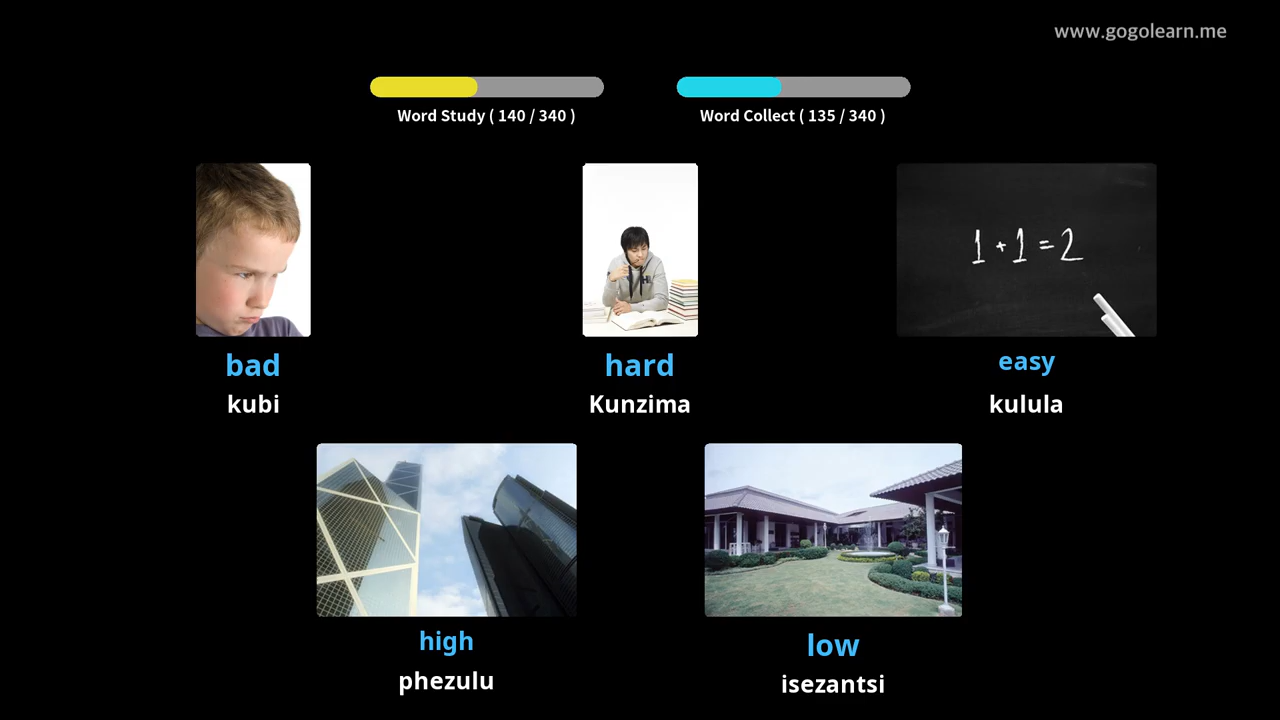 www.gogolearn.me
Word Study ( 140 / 340 )
Word Collect ( 135 / 340 )
1 + 1 = 2
bad
kubi
hard
Kunzima
easy
kulula
high
phezulu
low
isezantsi